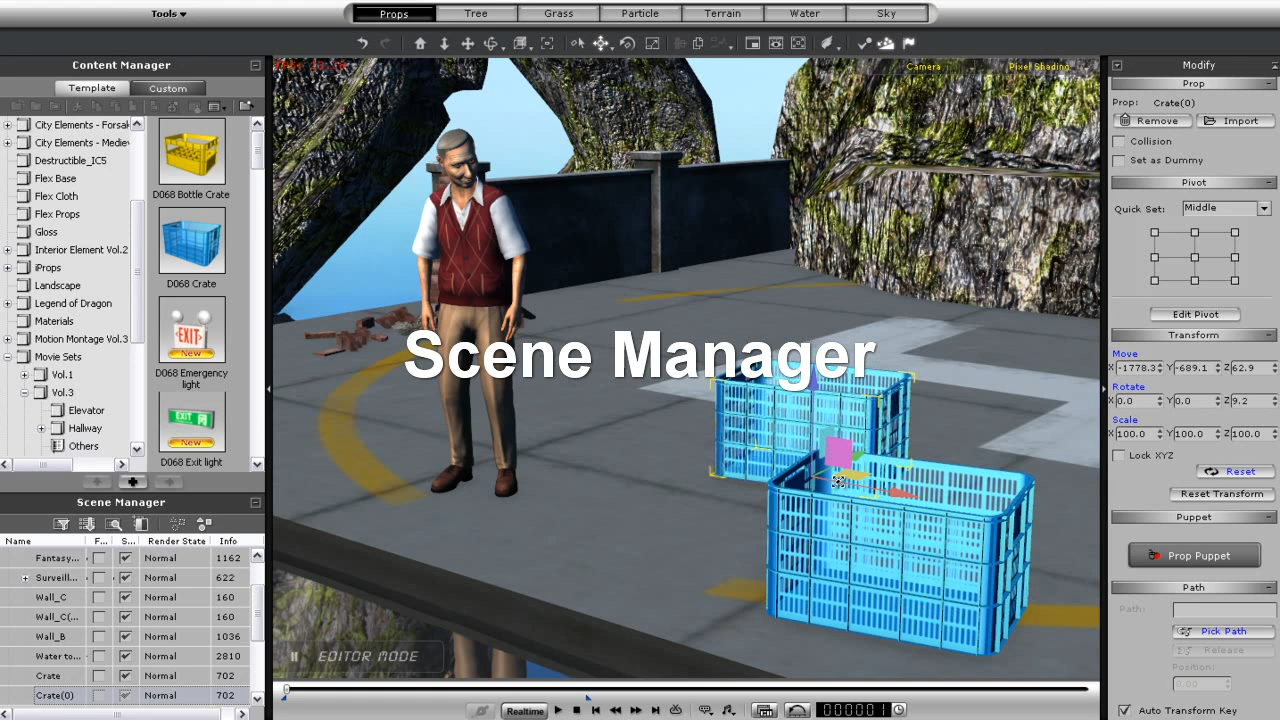 Tools
Props Tree Grass Particle Terrain Water Sky
Content Manager
Template Custom
City Elements - Forsak
City Elements - Mediev
Destructible_IC5
Flex Base
Flex Cloth
Flex Props
Gloss
Interior Element Vol.2
iProps
Landscape
Legend of Dragon
Materials
Motion Montage Vol.3
Movie Sets
Vol.1
Vol.3
Elevator
Hallway
Others
D068 Bottle Crate
D068 Crate
EXIT
New
D068 Emergency
light
EXIT
New
D068 Exit light
Scene Manager
Name F... S... Render State Info
Fantasy... Normal 1162
Surveill... Normal 622
Wall_C Normal 160
Wall_C(... Normal 160
Wall_B Normal 1036
Water to... Normal 2810
Crate Normal 702
Crate(0) Normal 702
Camera Pixel Shading
Scene Manager
EDITOR MODE
Realtime
000001
Modify
Prop
Prop: Crate(0)
Remove Import
Collision
Set as Dummy
Pivot
Quick Set: Middle
Edit Pivot
Transform
Move
X -1778.3 Y -689.1 Z 62.9
Rotate
X 0.0 Y 0.0 Z 9.2
Scale
X 100.0 Y 100.0 Z 100.0
Lock XYZ
Reset
Reset Transform
Puppet
Prop Puppet
Path
Path:
Pick Path
Release
Position:
0.00
Auto Transform Key